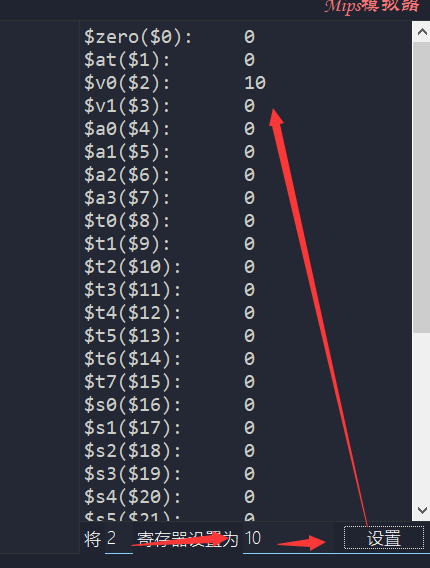 Mips模拟器
$zero($0): 0
$at($1): 0
$v0($2): 10
$v1($3): 0
$a0($4): 0
$a1($5): 0
$a2($6): 0
$a3($7): 0
$t0($8): 0
$t1($9): 0
$t2($10): 0
$t3($11): 0
$t4($12): 0
$t5($13): 0
$t6($14): 0
$t7($15): 0
$s0($16): 0
$s1($17): 0
$s2($18): 0
$s3($19): 0
$s4($20): 0
$s5($21): 0
将 2 寄存器设置为 10 设置